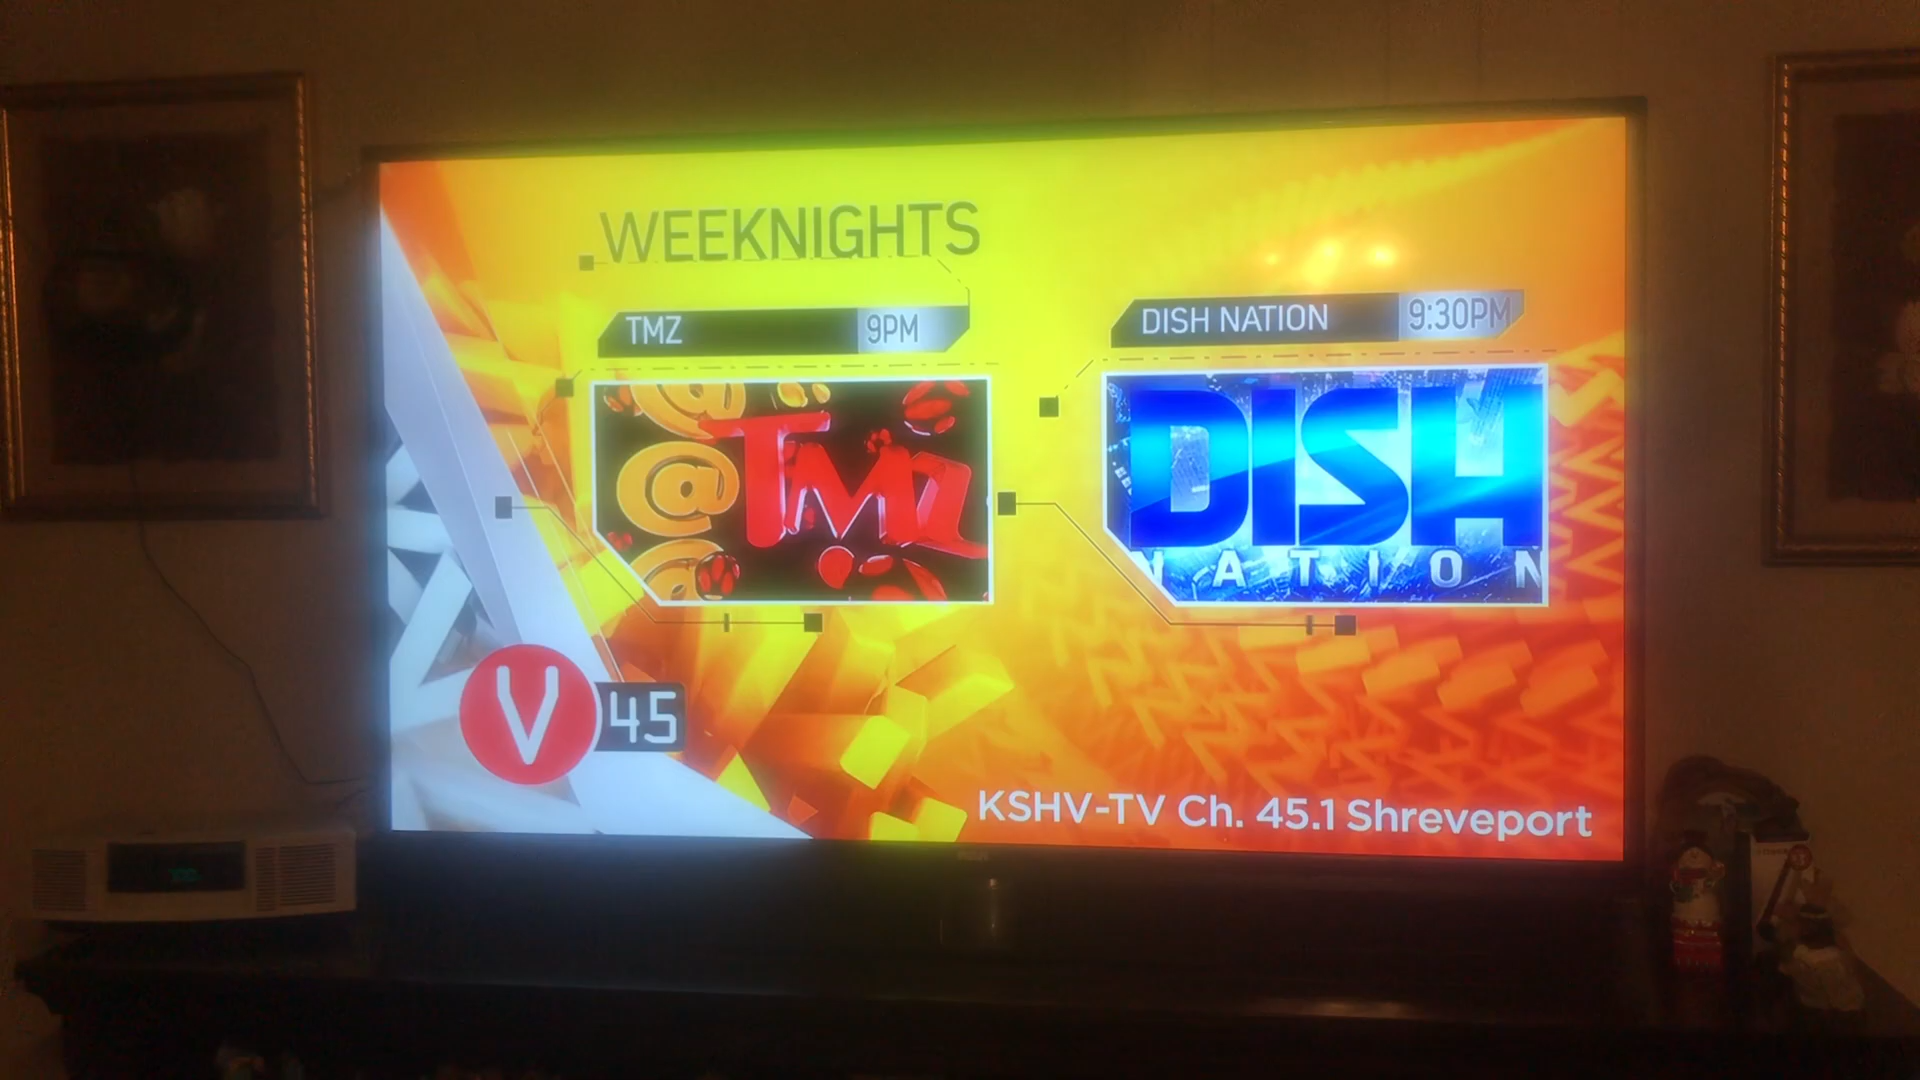 WEEKNIGHTS
TMZ 9PM
DISH NATION 9:30PM
@
@TMZ
@
DISH
NATION
V 45
KSHV-TV Ch. 45.1 Shreveport